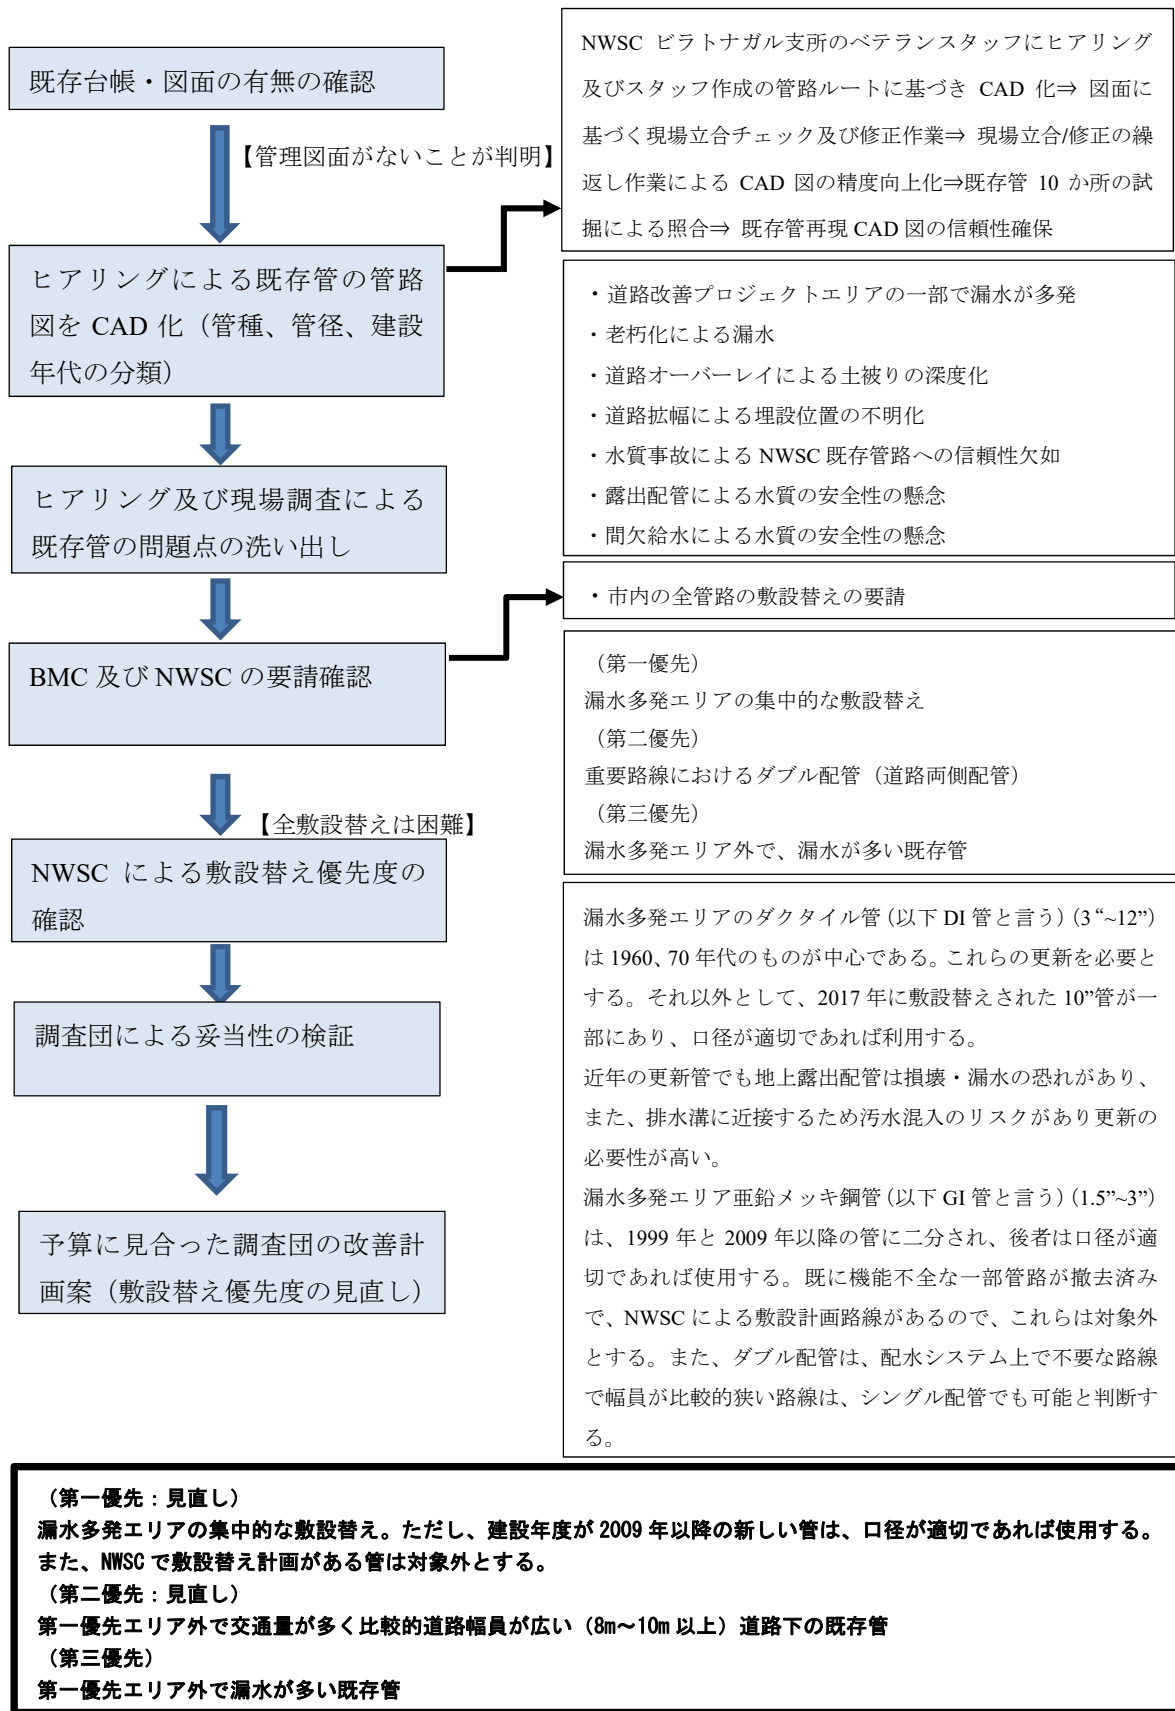 既存台帳・図面の有無の確認
【管理図面がないことが判明】
ヒアリングによる既存管の管路
図を CAD 化（管種、管径、建設
年代の分類）
ヒアリング及び現場調査による
既存管の問題点の洗い出し
BMC 及び NWSC の要請確認
【全敷設替えは困難】
NWSC による敷設替え優先度の
確認
調査団による妥当性の検証
予算に見合った調査団の改善計
画案（敷設替え優先度の見直し）
NWSC ビラトナガル支所のベテランスタッフにヒアリング
及びスタッフ作成の管路ルートに基づき CAD 化⇒ 図面に
基づく現場立合チェック及び修正作業⇒ 現場立合/修正の繰
返し作業による CAD 図の精度向上化⇒既存管 10 か所の試
掘による照合⇒ 既存管再現 CAD 図の信頼性確保
・道路改善プロジェクトエリアの一部で漏水が多発
・老朽化による漏水
・道路オーバーレイによる土被りの深度化
・道路拡幅による埋設位置の不明化
・水質事故による NWSC 既存管路への信頼性欠如
・露出配管による水質の安全性の懸念
・間欠給水による水質の安全性の懸念
・市内の全管路の敷設替えの要請
（第一優先）
漏水多発エリアの集中的な敷設替え
（第二優先）
重要路線におけるダブル配管（道路両側配管）
（第三優先）
漏水多発エリア外で、漏水が多い既存管
漏水多発エリアのダクタイル管（以下 DI 管と言う）（3“~12”）
は 1960、70 年代のものが中心である。これらの更新を必要と
する。それ以外として、2017 年に敷設替えされた 10”管が一
部にあり、口径が適切であれば利用する。
近年の更新管でも地上露出配管は損壊・漏水の恐れがあり、
また、排水溝に近接するため汚水混入のリスクがあり更新の
必要性が高い。
漏水多発エリア亜鉛メッキ鋼管（以下 GI 管と言う）（1.5”~3”）
は、1999 年と 2009 年以降の管に二分され、後者は口径が適
切であれば使用する。既に機能不全な一部管路が撤去済み
で、NWSC による敷設計画路線があるので、これらは対象外
とする。また、ダブル配管は、配水システム上で不要な路線
で幅員が比較的狭い路線は、シングル配管でも可能と判断す
る。
（第一優先：見直し）
漏水多発エリアの集中的な敷設替え。ただし、建設年度が 2009 年以降の新しい管は、口径が適切であれば使用する。
また、NWSC で敷設替え計画がある管は対象外とする。
（第二優先：見直し）
第一優先エリア外で交通量が多く比較的道路幅員が広い（8m～10m 以上）道路下の既存管
（第三優先）
第一優先エリア外で漏水が多い既存管